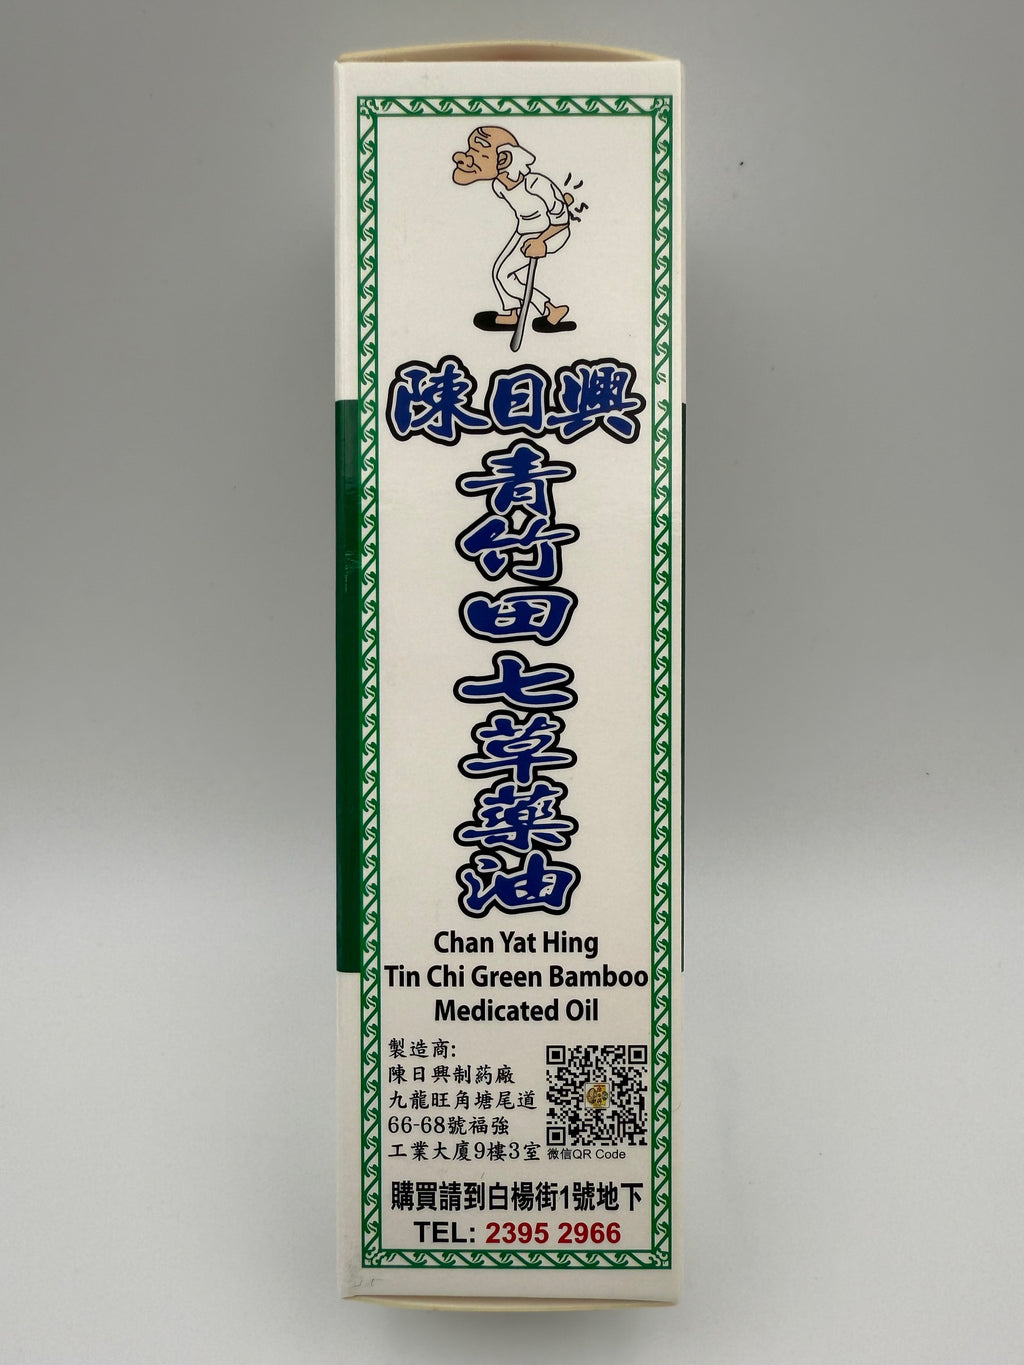 陳日興
青竹田七草藥油
Chan Yat Hing
Tin Chi Green Bamboo
Medicated Oil
製造商:
陳日興制葯廠
九龍旺角塘尾道
66-68號福強
工業大廈9樓3室
微信QR Code
購買請到白楊街1號地下
TEL: 2395 2966